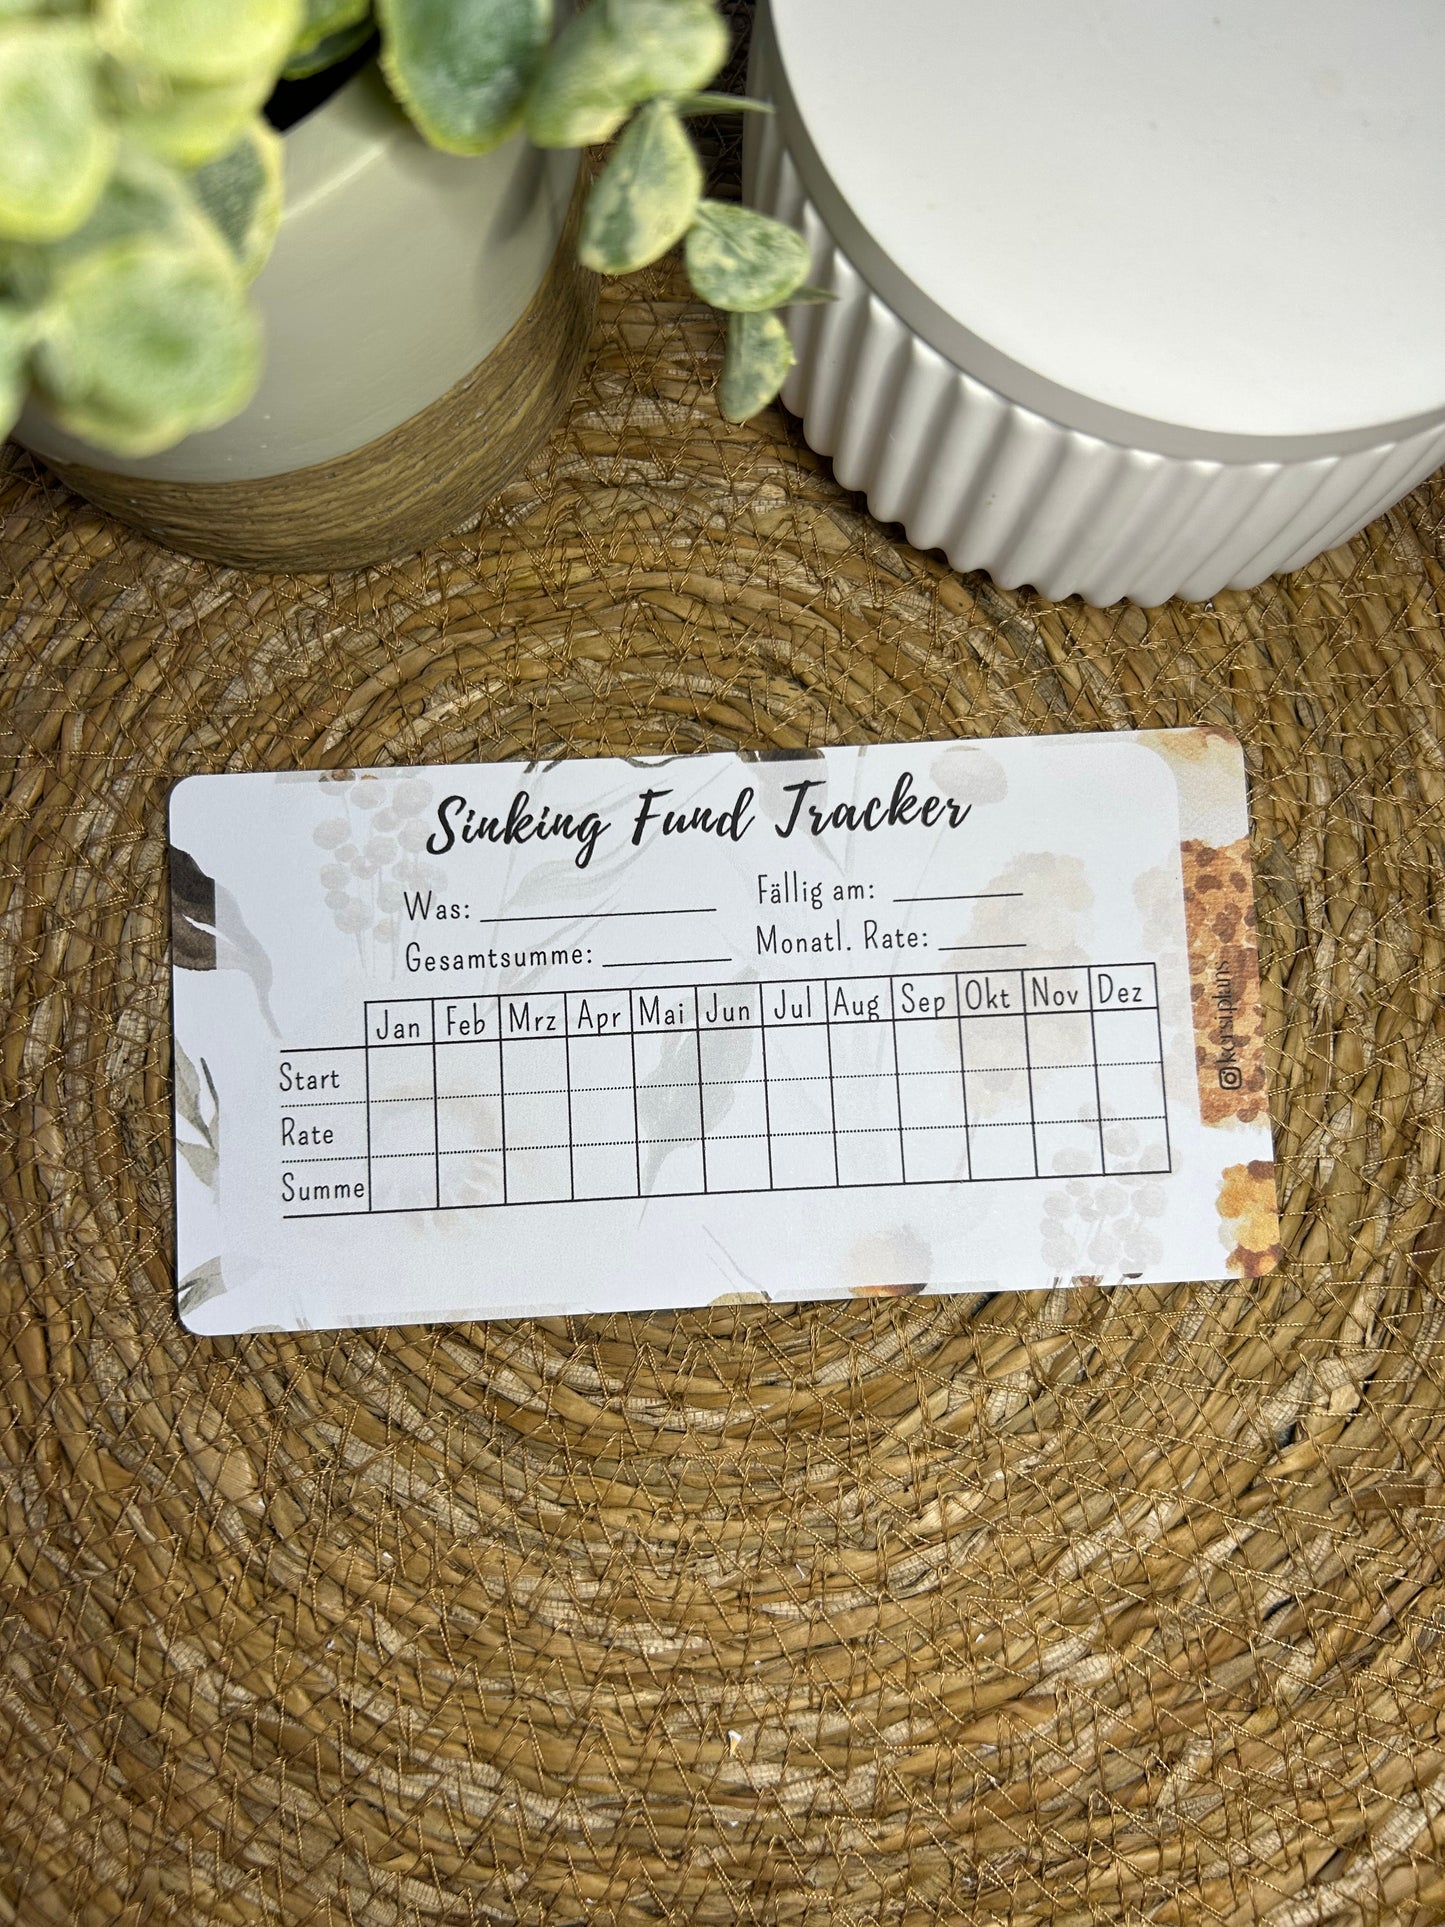 Sinking Fund Tracker
Was: Fällig am:
Gesamtsumme: Monatl. Rate:
Jan Feb Mrz Apr Mai Jun Jul Aug Sep Okt Nov Dez
Start
Rate
Summe